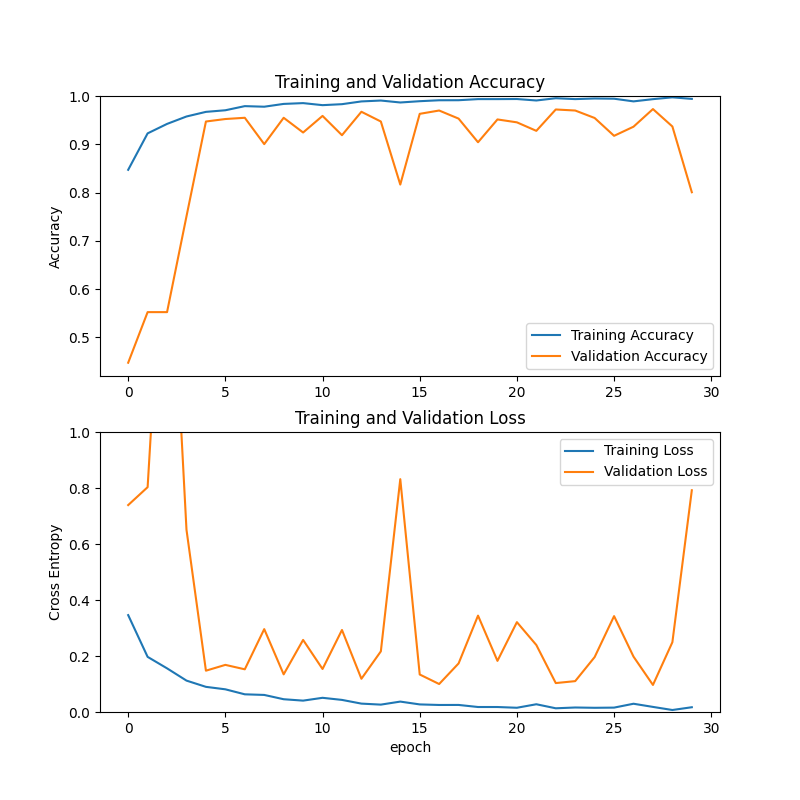 Training and Validation Accuracy
Accuracy
1.0
0.9
0.8
0.7
0.6
0.5
Training Accuracy
Validation Accuracy
0 5 10 15 20 25 30
Training and Validation Loss
Cross Entropy
1.0
0.8
0.6
0.4
0.2
0.0
Training Loss
Validation Loss
0 5 10 15 20 25 30
epoch